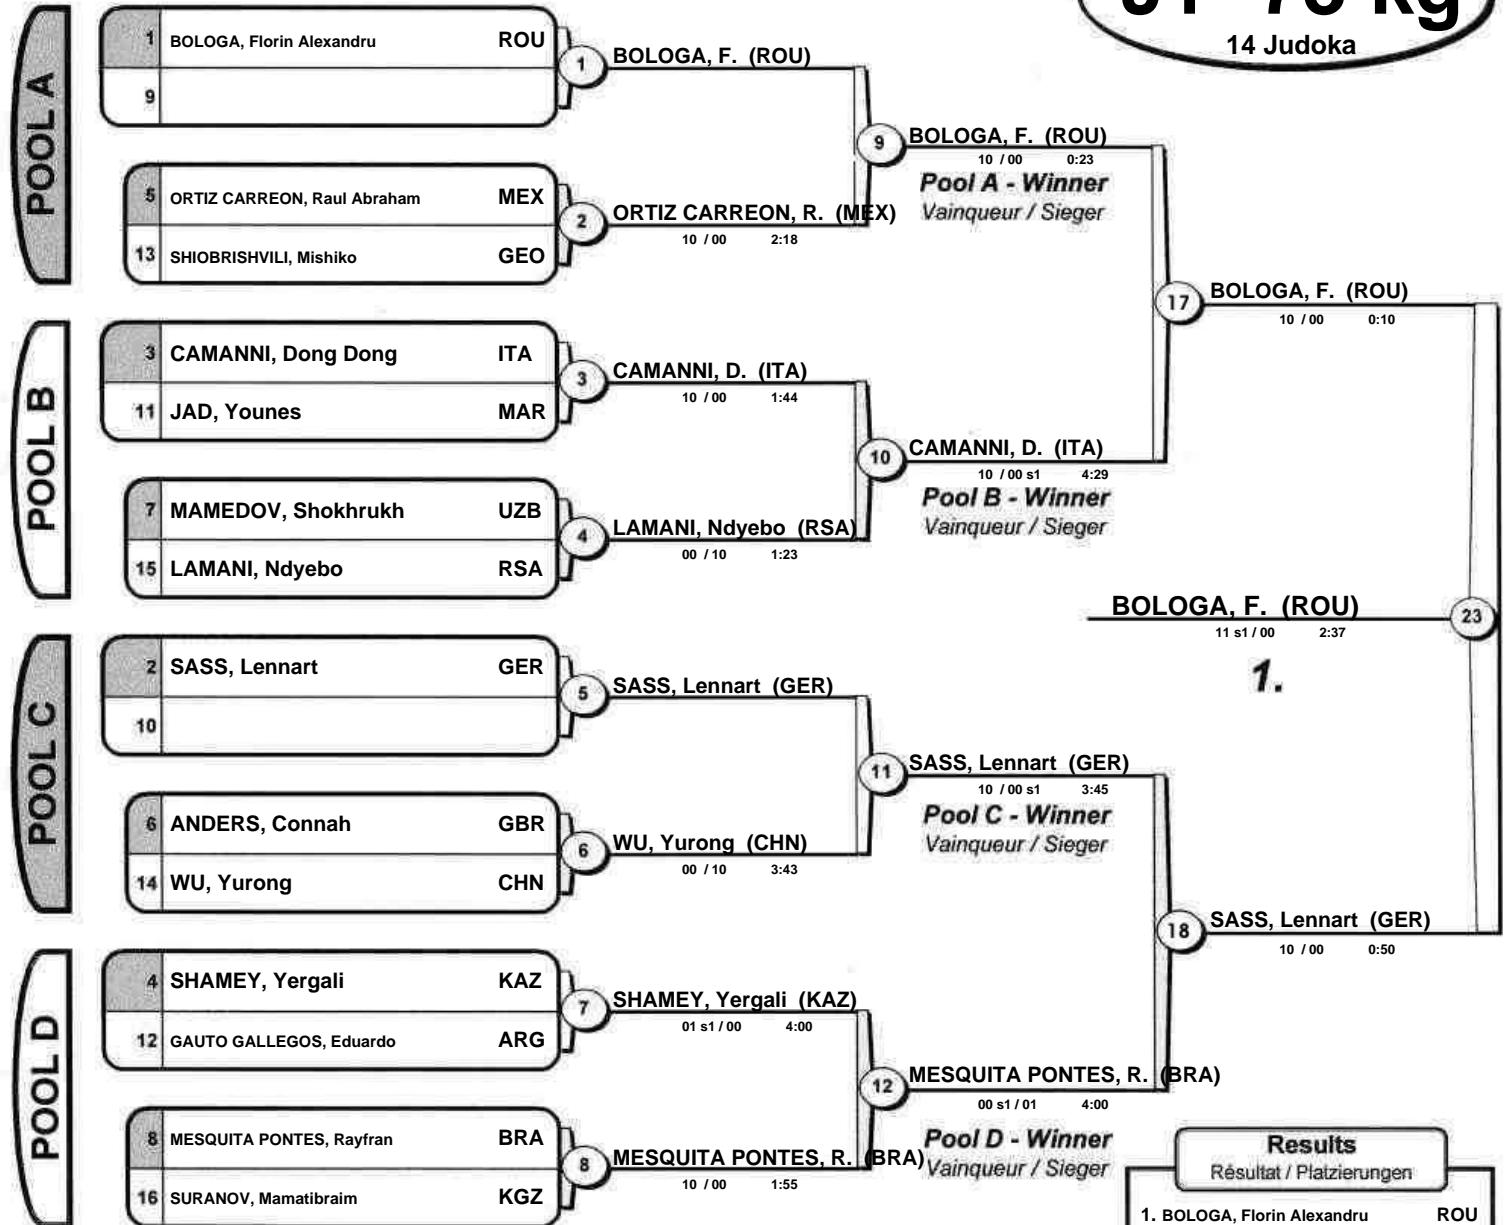 14 Judoka
POOL A
1 BOLOGA, Florin Alexandru ROU
9
1
BOLOGA, F. (ROU)
5 ORTIZ CARREON, Raul Abraham MEX
13 SHIOBRISHVILI, Mishiko GEO
2
ORTIZ CARREON, R. (MEX)
10 / 00 2:18
9
BOLOGA, F. (ROU)
10 / 00 0:23
Pool A - Winner
Vainqueur / Sieger
POOL B
3 CAMANNI, Dong Dong ITA
11 JAD, Younes MAR
3
CAMANNI, D. (ITA)
10 / 00 1:44
7 MAMEDOV, Shokhrukh UZB
15 LAMANI, Ndyebo RSA
4
LAMANI, Ndyebo (RSA)
00 / 10 1:23
10
CAMANNI, D. (ITA)
10 / 00 s1 4:29
Pool B - Winner
Vainqueur / Sieger
17
BOLOGA, F. (ROU)
10 / 00 0:10
POOL C
2 SASS, Lennart GER
10
5
SASS, Lennart (GER)
6 ANDERS, Connah GBR
14 WU, Yurong CHN
6
WU, Yurong (CHN)
00 / 10 3:43
11
SASS, Lennart (GER)
10 / 00 s1 3:45
Pool C - Winner
Vainqueur / Sieger
POOL D
4 SHAMEY, Yergali KAZ
12 GAUTO GALLEGOS, Eduardo ARG
7
SHAMEY, Yergali (KAZ)
01 s1 / 00 4:00
8 MESQUITA PONTES, Rayfran BRA
16 SURANOV, Mamatibraim KGZ
8
MESQUITA PONTES, R. (BRA)
10 / 00 1:55
12
MESQUITA PONTES, R. (BRA)
00 s1 / 01 4:00
Pool D - Winner
Vainqueur / Sieger
18
SASS, Lennart (GER)
10 / 00 0:50
23
BOLOGA, F. (ROU)
11 s1 / 00 2:37
1.
Results
Résultat / Platzierungen
1. BOLOGA, Florin Alexandru ROU